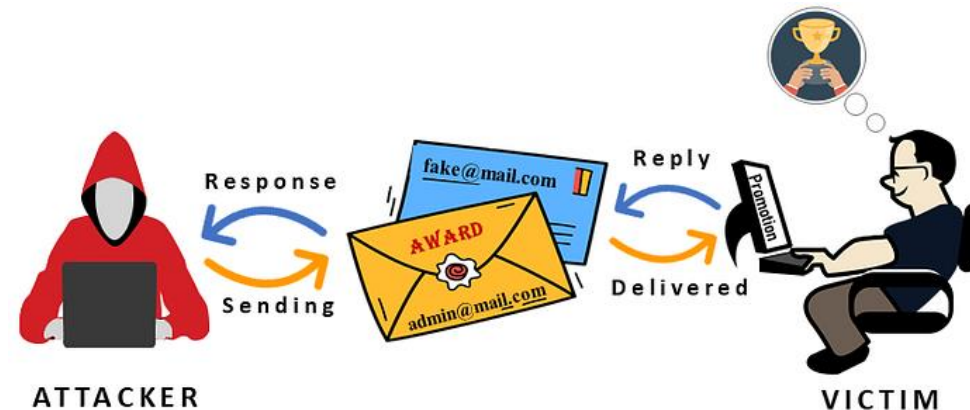 Response
Sending
fake@mail.com
AWARD
admin@mail.com
Reply
Delivered
Promotion
ATTACKER
VICTIM